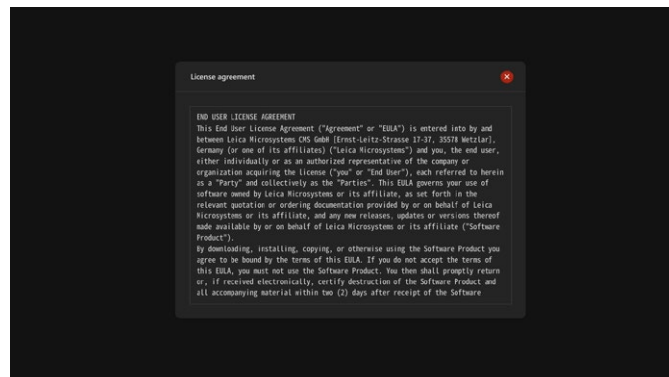 License agreement
END USER LICENSE AGREEMENT
This End User License Agreement ("Agreement" or "EULA") is entered into by and
between Leica Microsystems CMS GmbH [Ernst-Leitz-Strasse 17-37, 35578 Wetzlar],
Germany (or one of its affiliates) ("Leica Microsystems") and you, the end user,
either individually or as an authorized representative of the company or
organization acquiring the license ("you" or "End User"), each referred to herein
as a "Party" and collectively as the "Parties". This EULA governs your use of
software owned by Leica Microsystems or its affiliate, as set forth in the
relevant quotation or ordering documentation provided by or on behalf of Leica
Microsystems or its affiliate, and any new releases, updates or versions thereof
made available by or on behalf of Leica Microsystems or its affiliate ("Software
Product").
By downloading, installing, copying, or otherwise using the Software Product you
agree to be bound by the terms of this EULA. If you do not accept the terms of
this EULA, you must not use the Software Product. You then shall promptly return
or, if received electronically, certify destruction of the Software Product and
all accompanying material within two (2) days after receipt of the Software